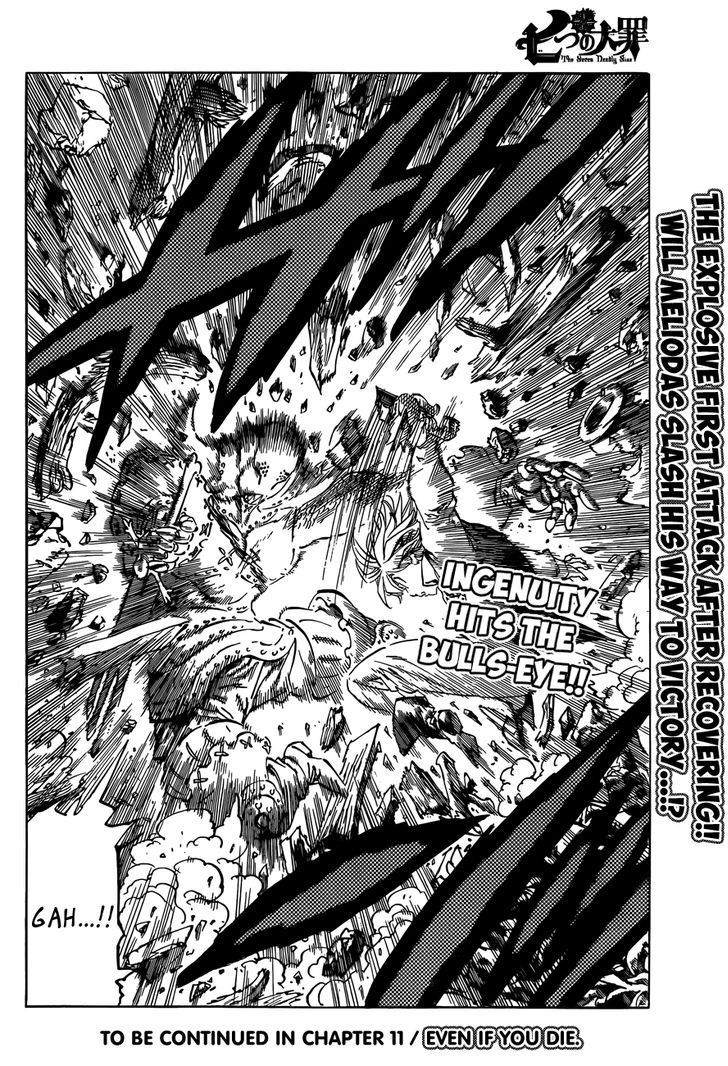 七つの大罪
The Seven Deadly Sins
THE EXPLOSIVE FIRST ATTACK AFTER RECOVERING!!
WILL MELIODAS SLASH HIS WAY TO VICTORY...!?
INGENUITY
HITS THE
BULLS-EYE!!
GAH...!!
TO BE CONTINUED IN CHAPTER 11 / EVEN IF YOU DIE.